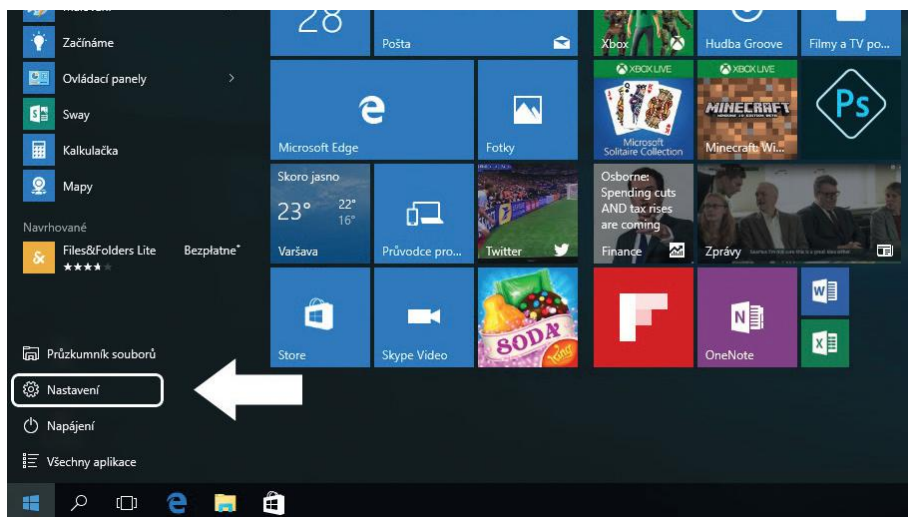 Začínáme
Ovládací panely
Sway
Kalkulačka
Mapy
Navrhované
Files&Folders Lite Bezplatne*
Průzkumník souborů
Nastavení
Napájení
Všechny aplikace
28
Pošta
Microsoft Edge
Fotky
Skoro jasno
23° 22°
16°
Varšava
Průvodce pro...
Twitter
Store
Skype Video
SODA
Xbox
Hudba Groove
Filmy a TV po...
XBOX LIVE
Microsoft
Solitaire Collection
XBOX LIVE
MINECRAFT
Minecraft: Wi...
Ps
Osborne:
Spending cuts
AND tax rises
are coming
Finance
Zprávy
OneNote
N
W
X